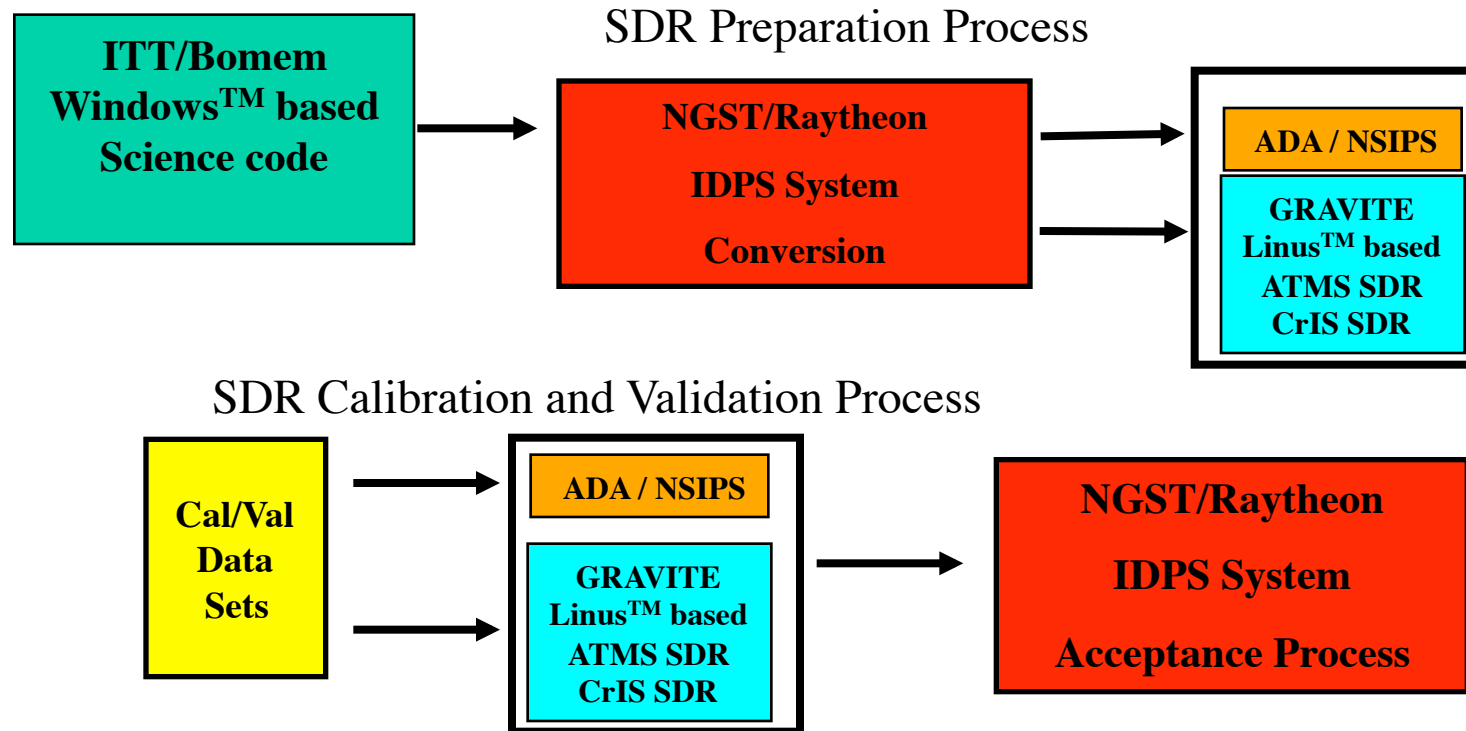 SDR Preparation Process
ITT/Bomem
Windows™ based
Science code
NGST/Raytheon
IDPS System
Conversion
ADA / NSIPS
GRAVITE
Linus™ based
ATMS SDR
CrIS SDR
SDR Calibration and Validation Process
Cal/Val
Data
Sets
ADA / NSIPS
GRAVITE
Linus™ based
ATMS SDR
CrIS SDR
NGST/Raytheon
IDPS System
Acceptance Process